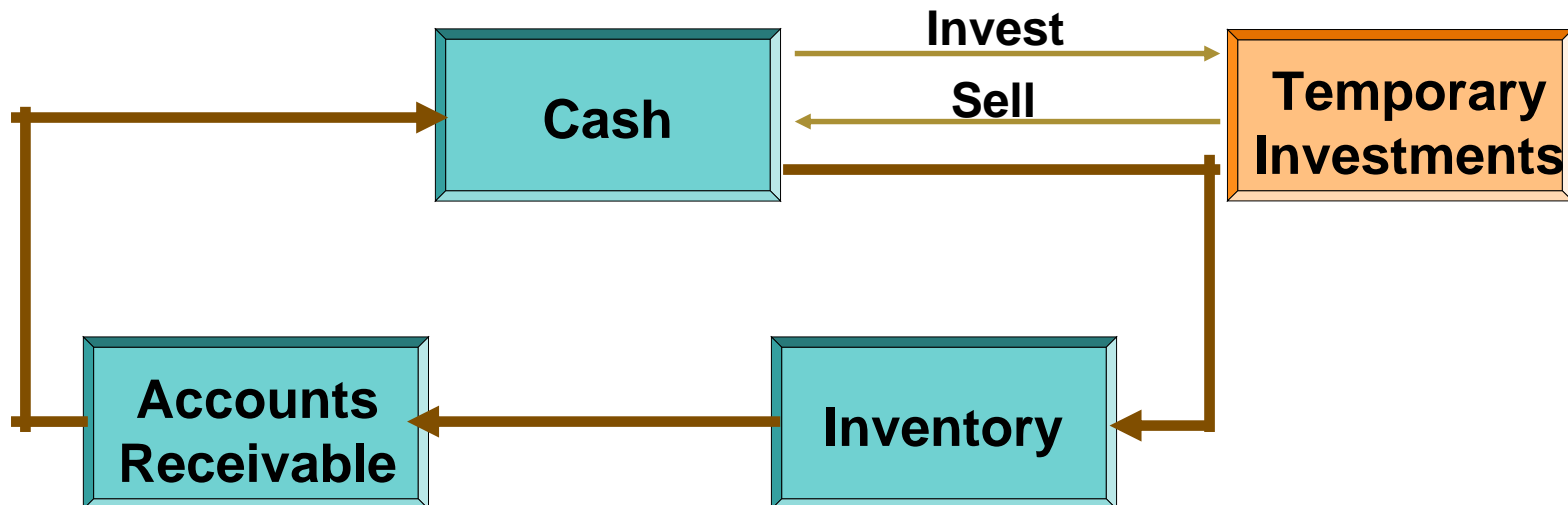 Invest
Cash
Sell
Temporary
Investments
Accounts
Receivable
Inventory